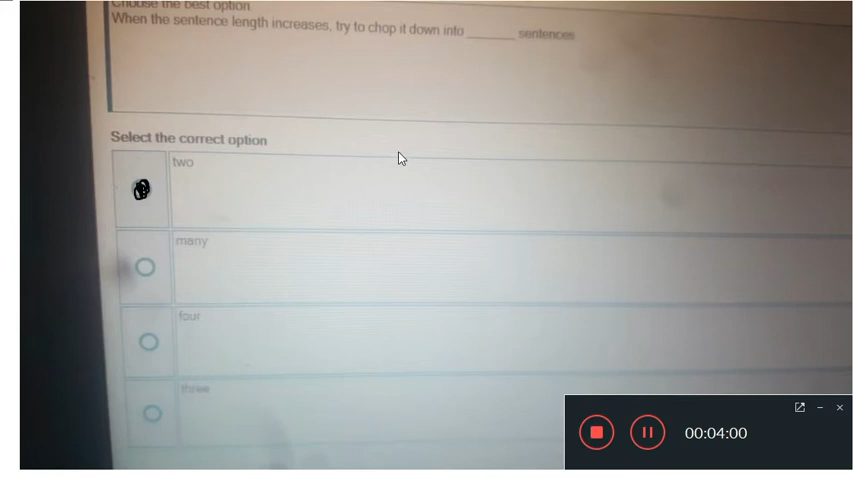 Choose the best option
When the sentence length increases, try to chop it down into ______ sentences
Select the correct option
two
many
four
three
00:04:00